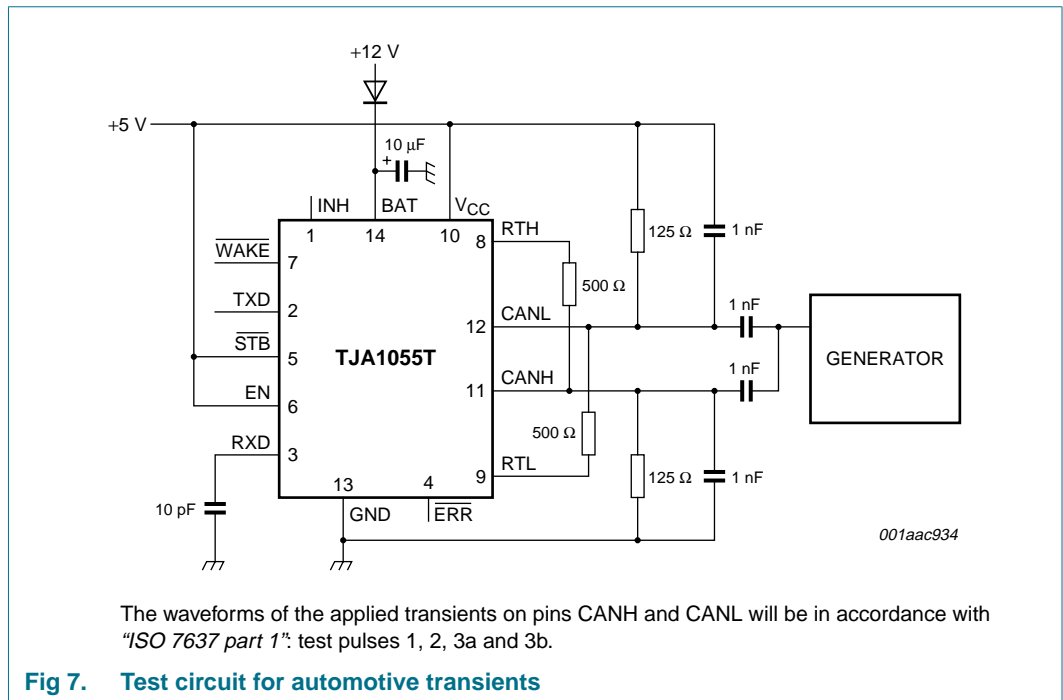 +12 V
+5 V
10 μF
+
INH
BAT
VCC
1
14
10
RTH
8
125 Ω
1 nF
WAKE
7
500 Ω
TXD
2
CANL
12
1 nF
STB
5
TJA1055T
GENERATOR
EN
6
CANH
11
1 nF
RXD
3
500 Ω
RTL
9
125 Ω
1 nF
13
4
GND
ERR
10 pF
001aac934
The waveforms of the applied transients on pins CANH and CANL will be in accordance with
“ISO 7637 part 1”: test pulses 1, 2, 3a and 3b.
Fig 7. Test circuit for automotive transients